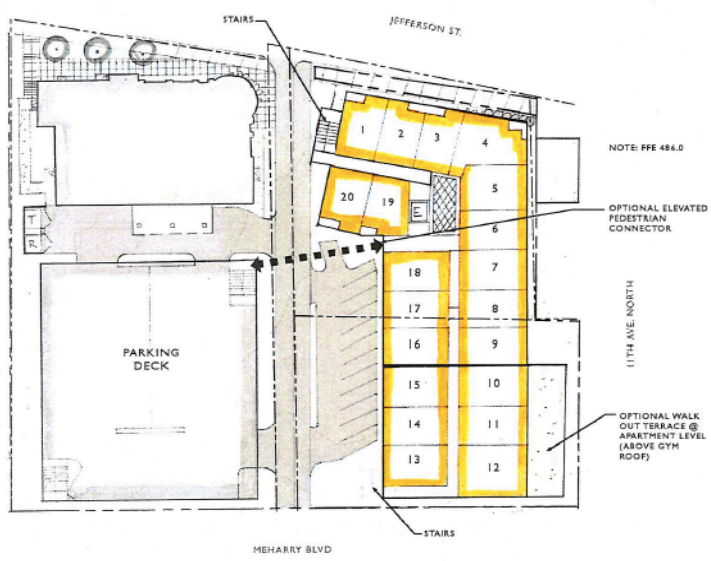 STAIRS
JEFFERSON ST.
1
2
3
4
NOTE: FFE 486.0
5
20
19
E
OPTIONAL ELEVATED
PEDESTRIAN
CONNECTOR
T
R
6
18
7
17
8
11TH AVE. NORTH
16
9
PARKING
DECK
15
10
14
11
OPTIONAL WALK
OUT TERRACE @
APARTMENT LEVEL
(ABOVE GYM
ROOF)
13
12
STAIRS
MEHARRY BLVD